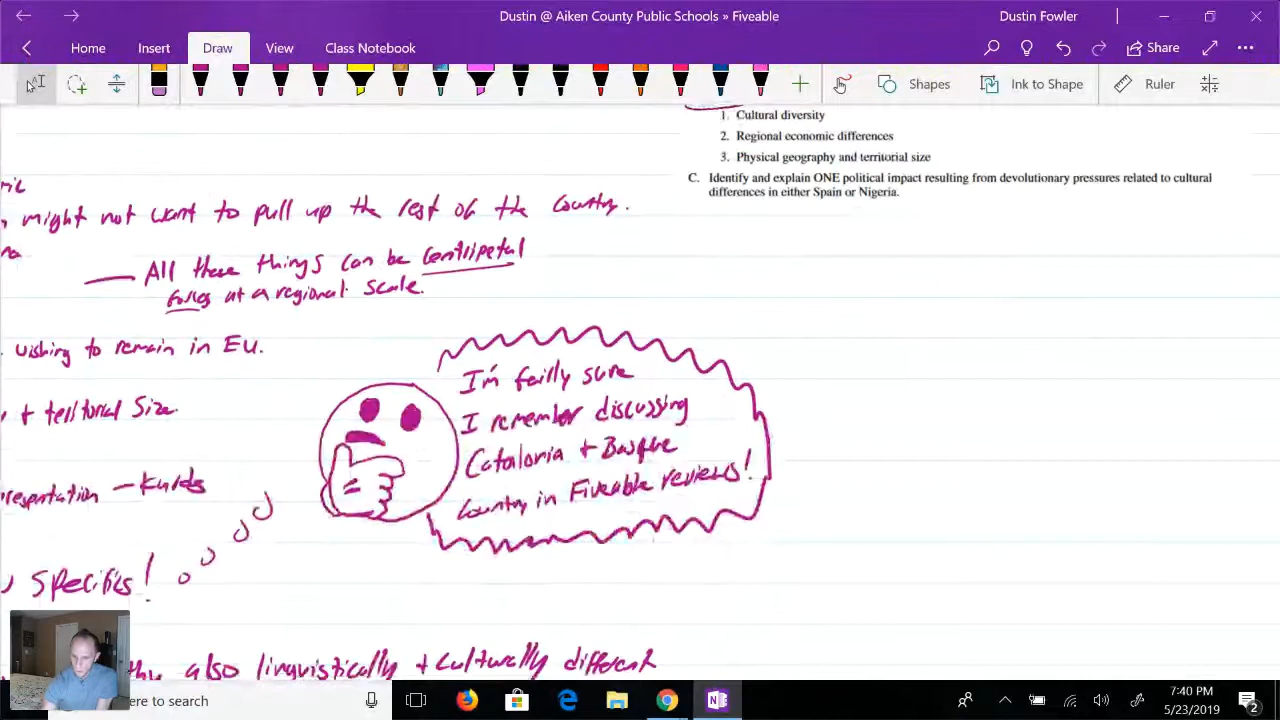 Dustin @ Aiken County Public Schools » Fiveable
Dustin Fowler
Home Insert Draw View Class Notebook
Share
Shapes Ink to Shape Ruler
1. Cultural diversity
2. Regional economic differences
3. Physical geography and territorial size
C. Identify and explain ONE political impact resulting from devolutionary pressures related to cultural
differences in either Spain or Nigeria.
might not want to pull up the rest of the country.
— All these things can be centripetal
forces at a regional scale.
wishing to remain in EU.
+ territorial size.
— Kurds
I'm fairly sure
I remember discussing
Catalonia + Basque
Country in Fiveable reviews!
Specifics!
also linguistically + culturally different
here to search
7:40 PM
5/23/2019
2